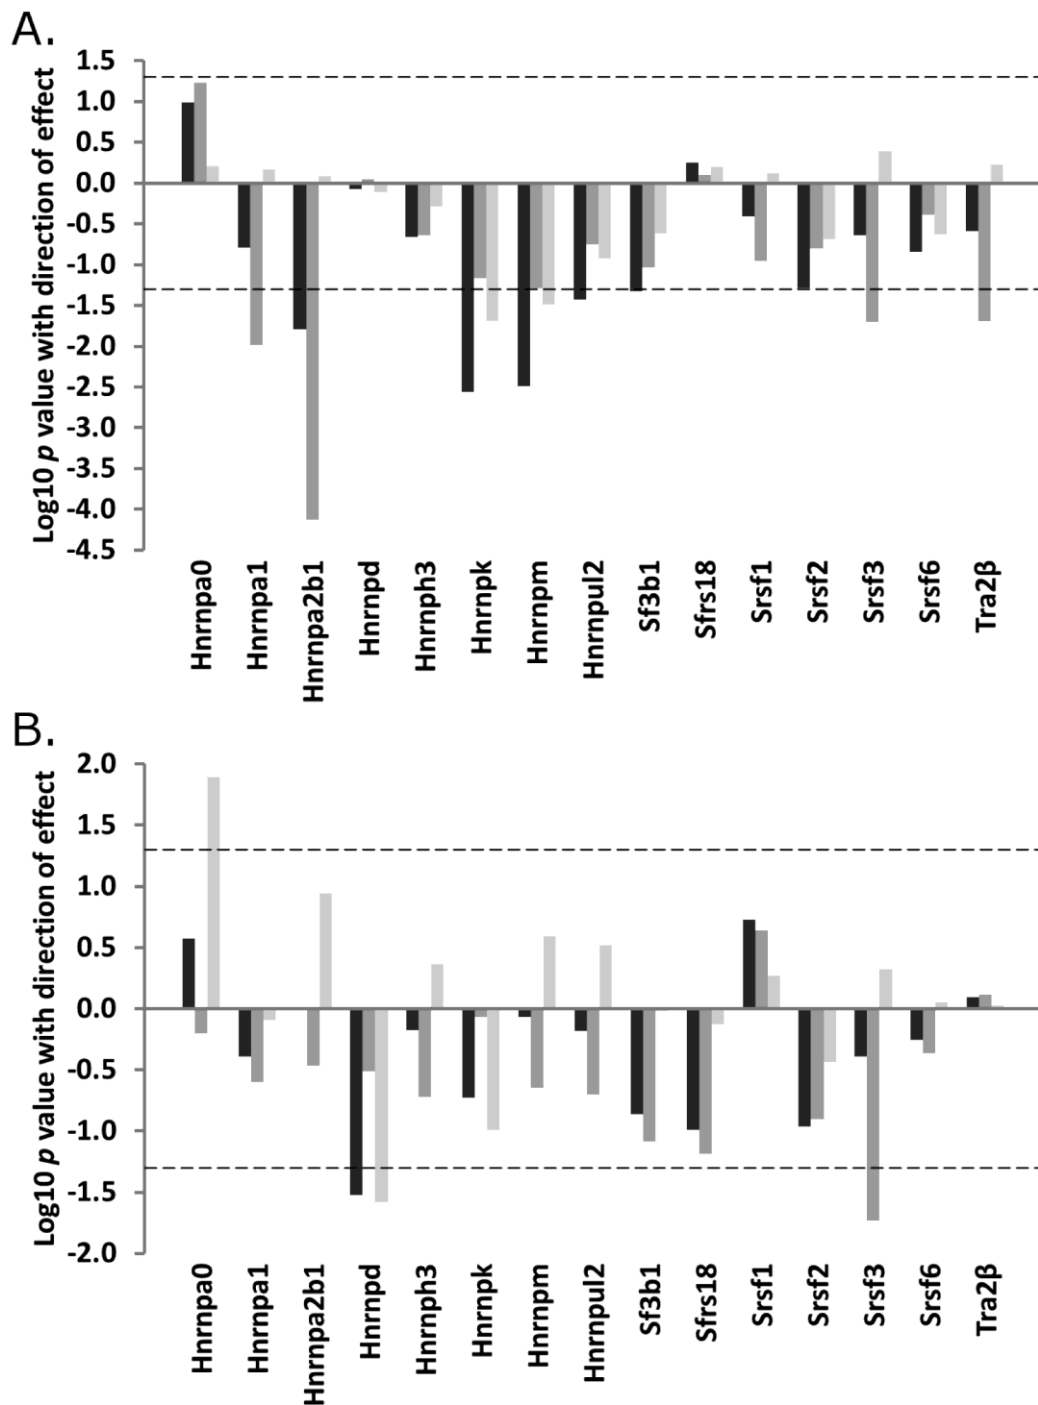 A.
Log10 p value with direction of effect
1.5
1.0
0.5
0.0
-0.5
-1.0
-1.5
-2.0
-2.5
-3.0
-3.5
-4.0
-4.5
Hnrnpa0
Hnrnpa1
Hnrnpa2b1
Hnrnpd
Hnrnph3
Hnrnpk
Hnrnpm
Hnrnpul2
Sf3b1
Sfrs18
Srsf1
Srsf2
Srsf3
Srsf6
Tra2β
B.
Log10 p value with direction of effect
2.0
1.5
1.0
0.5
0.0
-0.5
-1.0
-1.5
-2.0
Hnrnpa0
Hnrnpa1
Hnrnpa2b1
Hnrnpd
Hnrnph3
Hnrnpk
Hnrnpm
Hnrnpul2
Sf3b1
Sfrs18
Srsf1
Srsf2
Srsf3
Srsf6
Tra2β